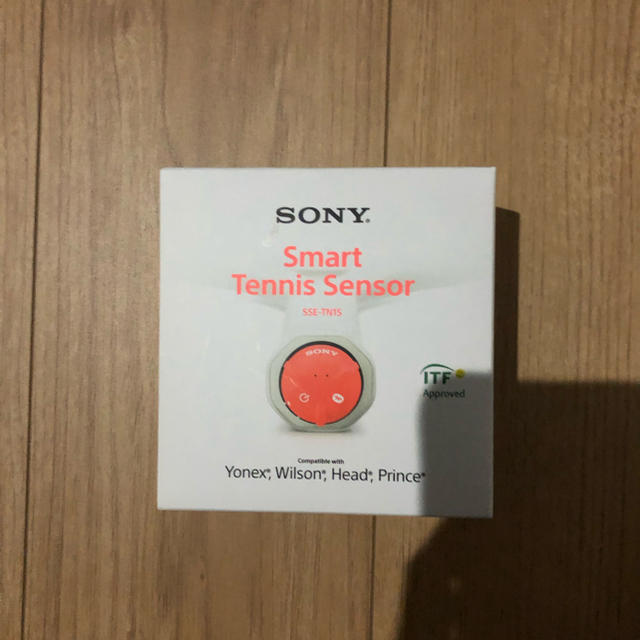 SONY®
Smart
Tennis Sensor
SSE-TN1S
SONY
ITF
Approved
Compatible with
Yonex®, Wilson®, Head®, Prince®